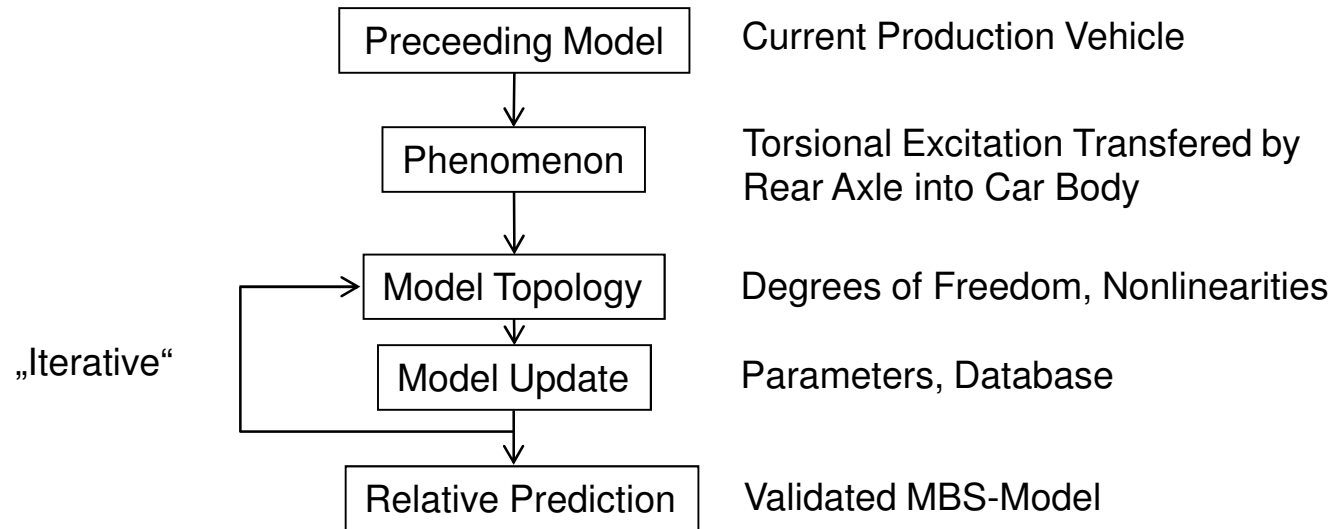 Preceeding Model
Current Production Vehicle
Phenomenon
Torsional Excitation Transfered by
Rear Axle into Car Body
Model Topology
Degrees of Freedom, Nonlinearities
„Iterative“
Model Update
Parameters, Database
Relative Prediction
Validated MBS-Model